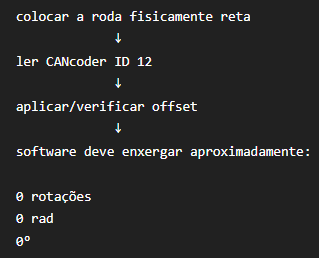 colocar a roda fisicamente reta
↓
ler CANcoder ID 12
↓
aplicar/verificar offset
↓
software deve enxergar aproximadamente:
0 rotações
0 rad
0°